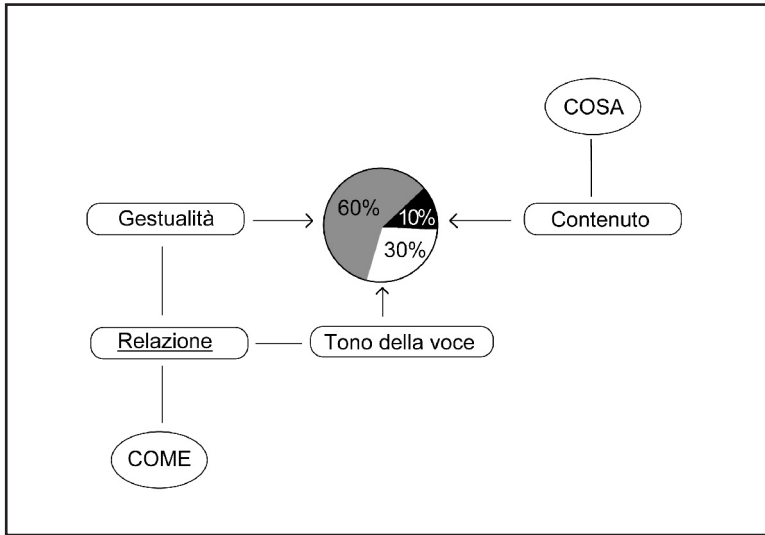 COSA
60%
Gestualità
10%
Contenuto
30%
Relazione
Tono della voce
COME